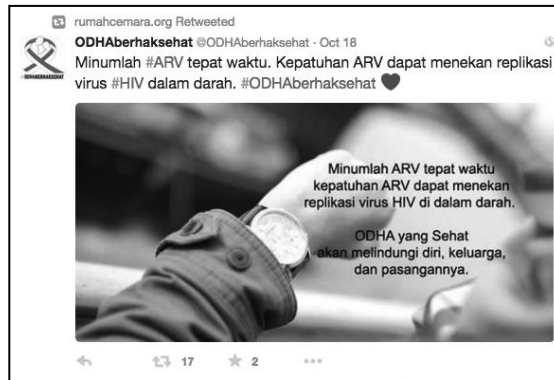 rumahcemara.org Retweeted
ODHAberhaksehat @ODHAberhaksehat · Oct 18
Minumlah #ARV tepat waktu. Kepatuhan ARV dapat menekan replikasi
virus #HIV dalam darah. #ODHAberhaksehat
ODHABERHAKSEHAT
Minumlah ARV tepat waktu
kepatuhan ARV dapat menekan
replikasi virus HIV di dalam darah.
ODHA yang Sehat
akan melindungi diri, keluarga,
dan pasangannya.
17
2